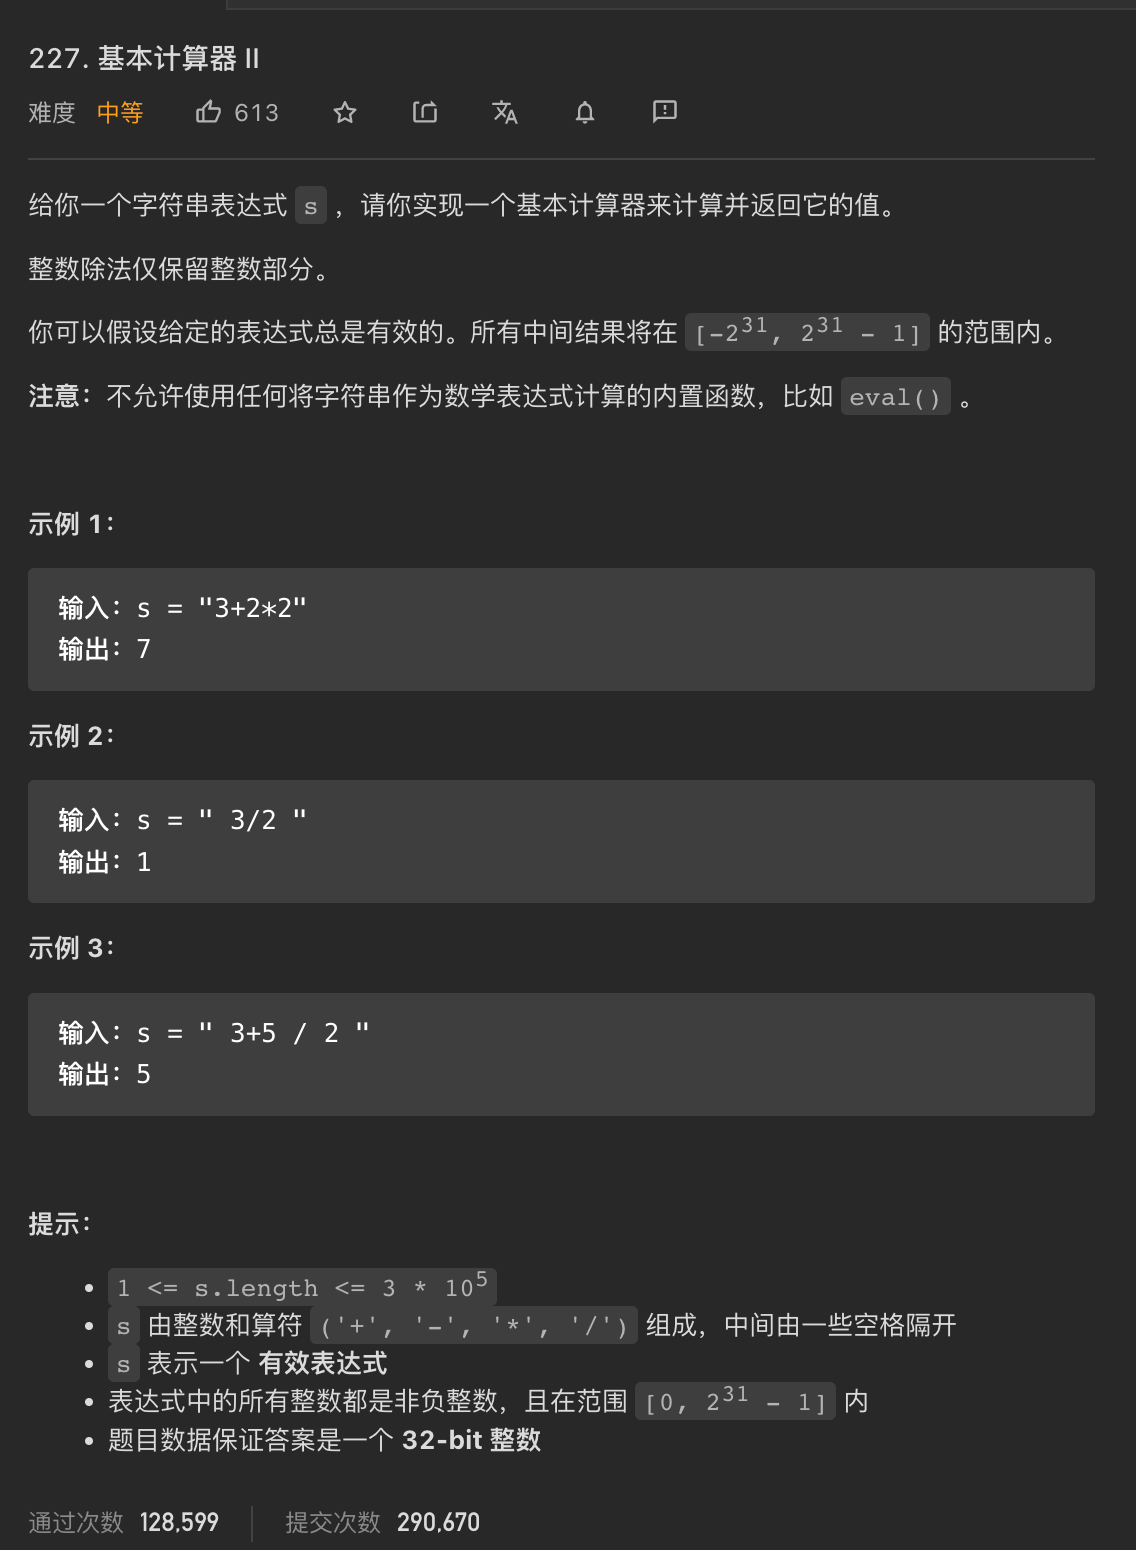 227. 基本计算器 II
难度 中等 613
给你一个字符串表达式 s ，请你实现一个基本计算器来计算并返回它的值。
整数除法仅保留整数部分。
你可以假设给定的表达式总是有效的。所有中间结果将在 [-2^31, 2^31 - 1] 的范围内。
注意：不允许使用任何将字符串作为数学表达式计算的内置函数，比如 eval() 。
示例 1：
输入：s = "3+2*2"
输出：7
示例 2：
输入：s = " 3/2 "
输出：1
示例 3：
输入：s = " 3+5 / 2 "
输出：5
提示：
• 1 <= s.length <= 3 * 10^5
• s 由整数和算符 ('+', '-', '*', '/') 组成，中间由一些空格隔开
• s 表示一个 有效表达式
• 表达式中的所有整数都是非负整数，且在范围 [0, 2^31 - 1] 内
• 题目数据保证答案是一个 32-bit 整数
通过次数 128,599 提交次数 290,670